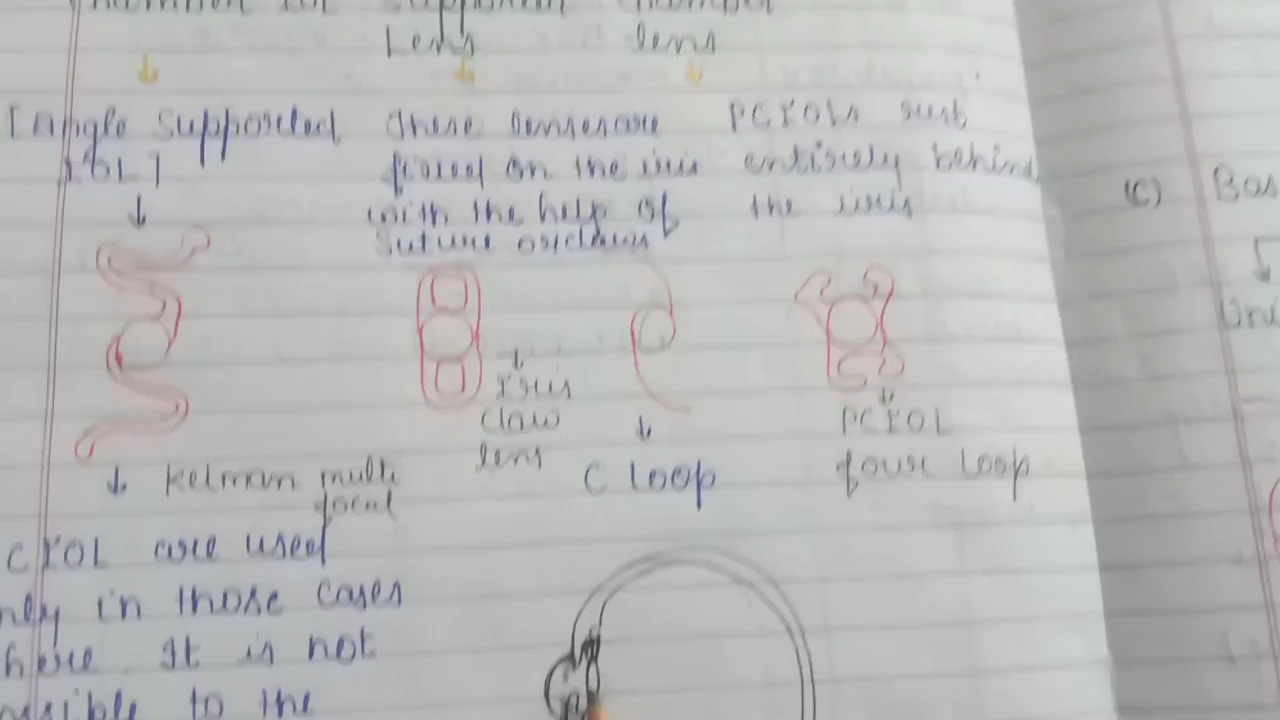 Lens
lens
[Angle supported
IOL]
These lenses are
fixed on the iris
with the help of
suture or claws
PCIOLs rest
entirely behind
the iris
Iris
claw
lens
C loop
PCIOL
four loop
Kelman multi
focal
CIOL are used
in those cases
It is not
to the
(C)